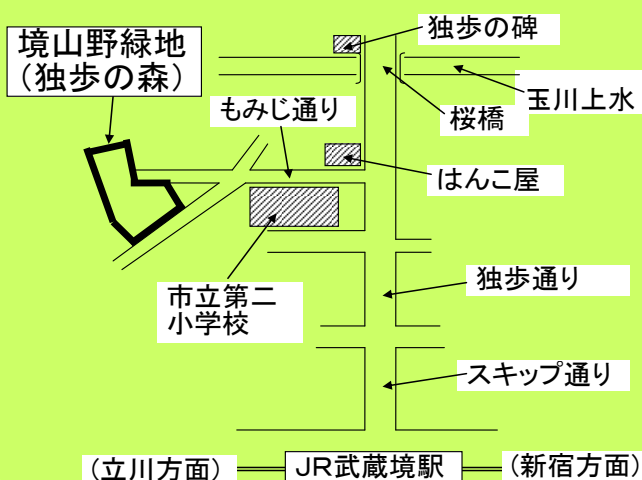 独歩の碑
境山野緑地
(独歩の森)
玉川上水
もみじ通り
桜橋
はんこ屋
市立第二
小学校
独歩通り
スキップ通り
(立川方面)
JR武蔵境駅
(新宿方面)